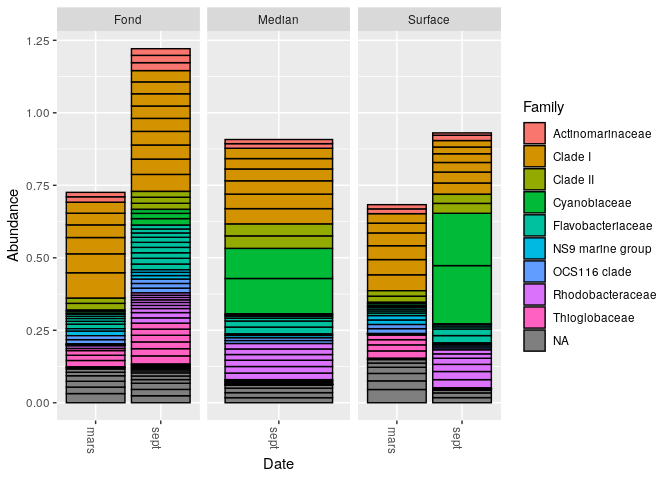 Fond
Median
Surface
1.25
1.00
0.75
0.50
0.25
0.00
Abundance
mars
sept
sept
mars
sept
Date
Family
Actinomarinaceae
Clade I
Clade II
Cyanobiaceae
Flavobacteriaceae
NS9 marine group
OCS116 clade
Rhodobacteraceae
Thioglobaceae
NA